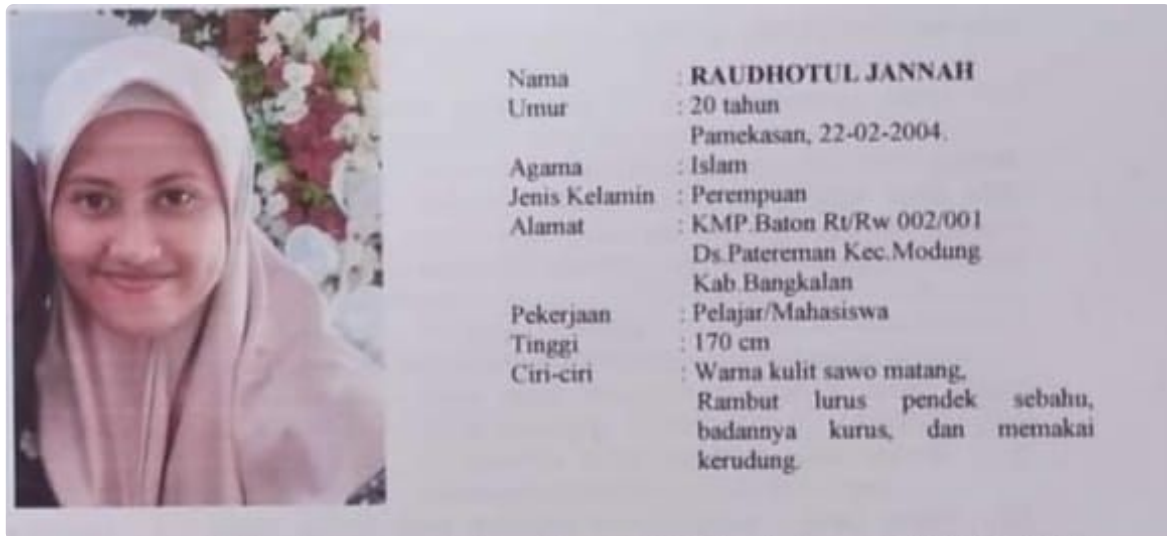 Nama : RAUDHOTUL JANNAH
Umur : 20 tahun
Pamekasan, 22-02-2004.
Agama : Islam
Jenis Kelamin : Perempuan
Alamat : KMP.Baton Rt/Rw 002/001
Ds.Patereman Kec.Modung
Kab.Bangkalan
Pekerjaan : Pelajar/Mahasiswa
Tinggi : 170 cm
Ciri-ciri : Warna kulit sawo matang,
Rambut lurus pendek sebahu,
badannya kurus, dan memakai
kerudung.